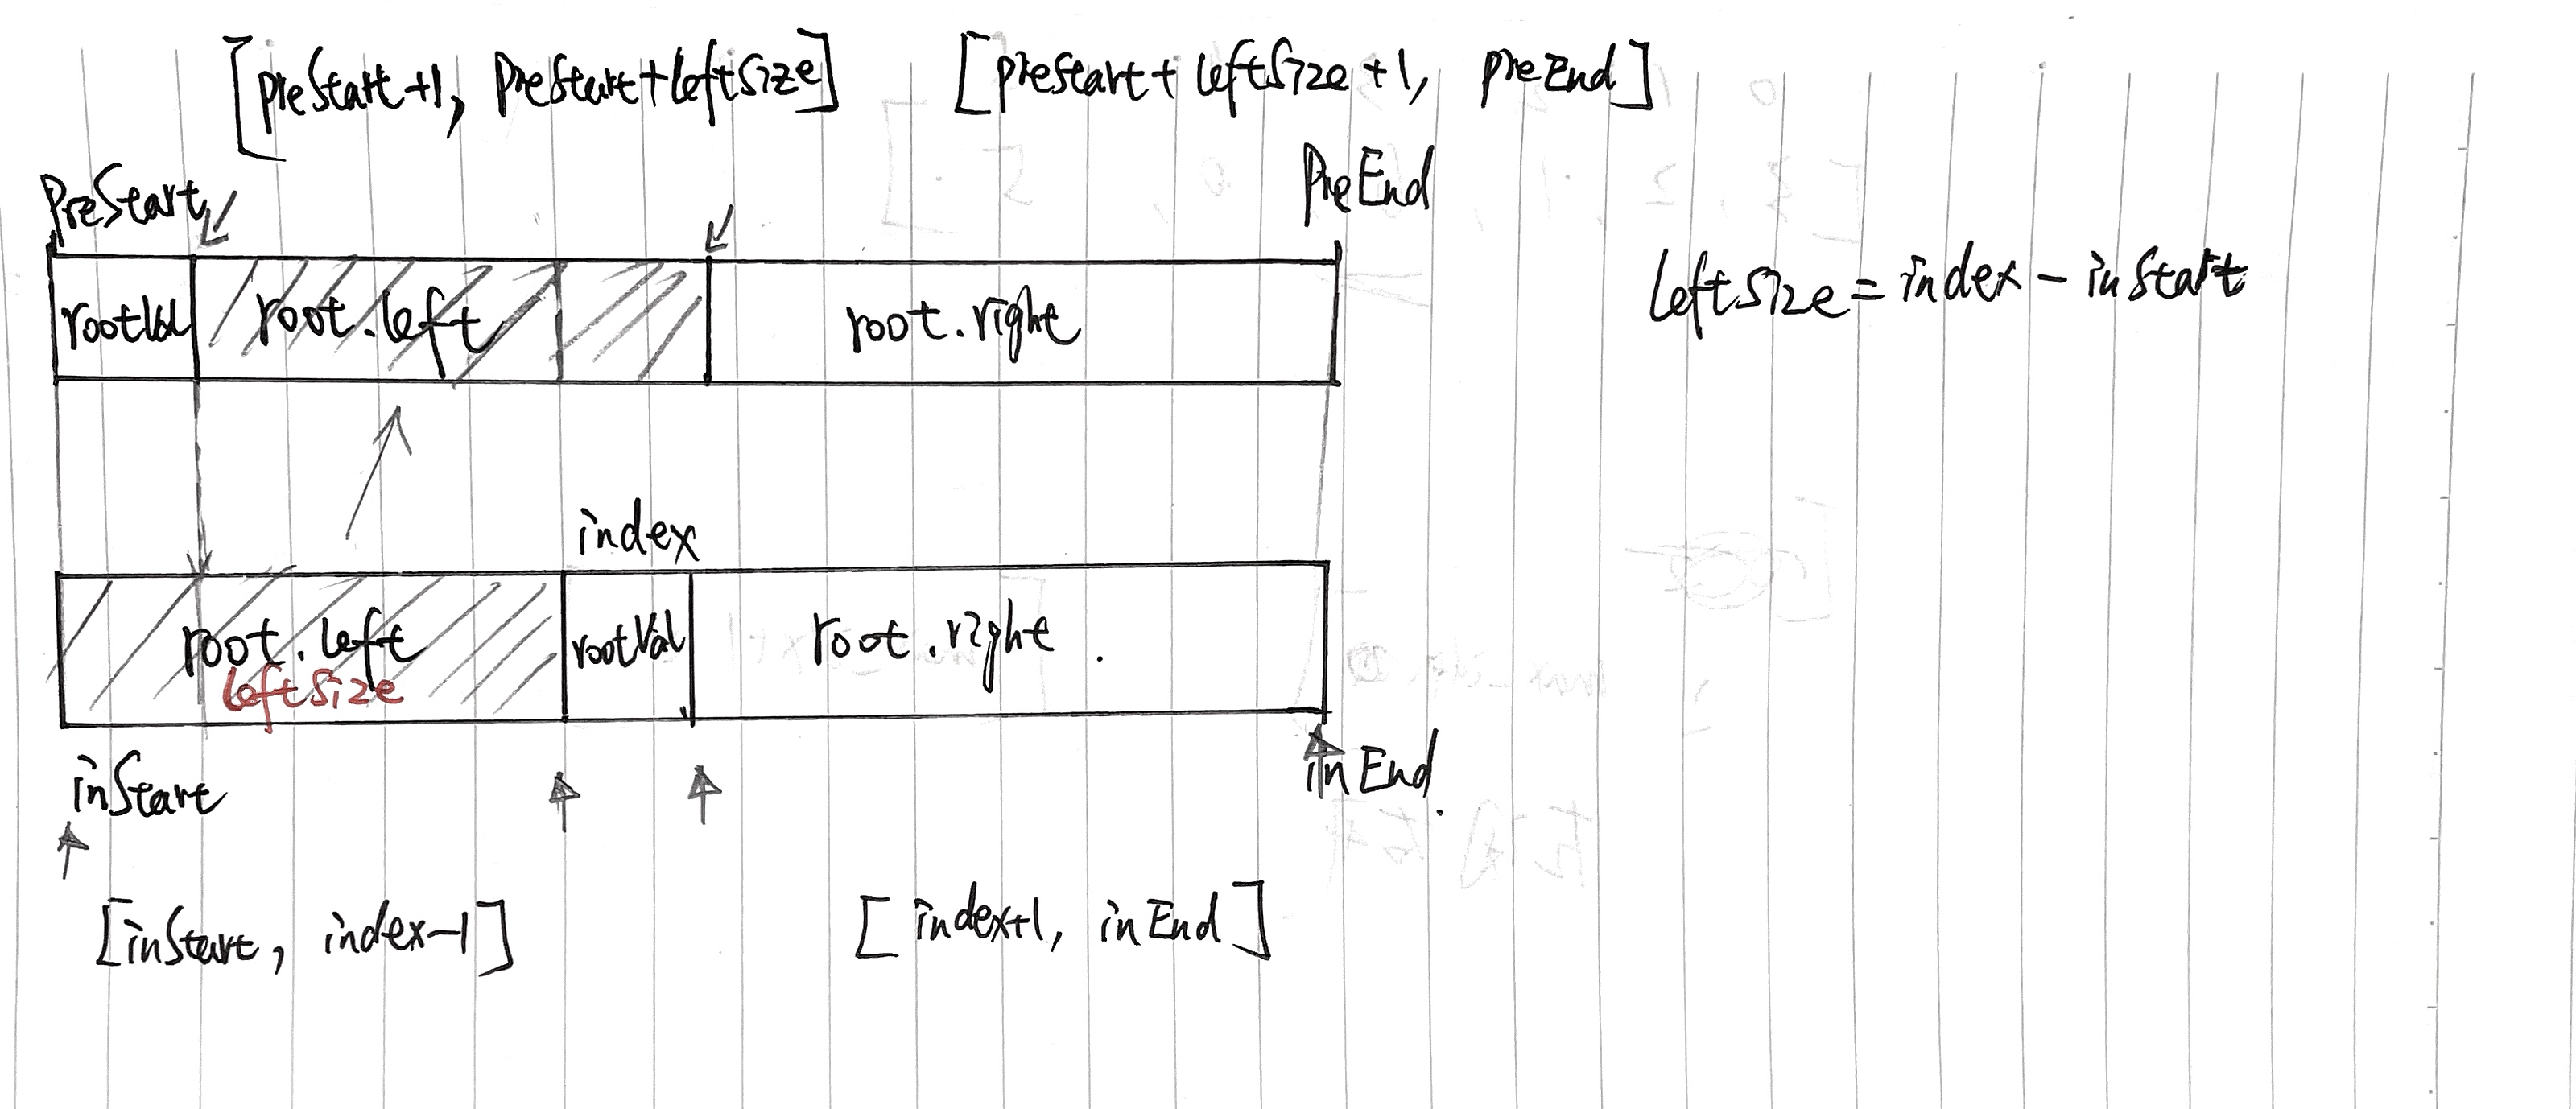 [preStart+1, preStart+leftSize] [preStart+leftSize+1, preEnd]
preStart preEnd
rootVal root.left root.right
leftSize = index - inStart
index
root.left rootVal root.right
leftSize
inStart inEnd
[inStart, index-1] [index+1, inEnd]